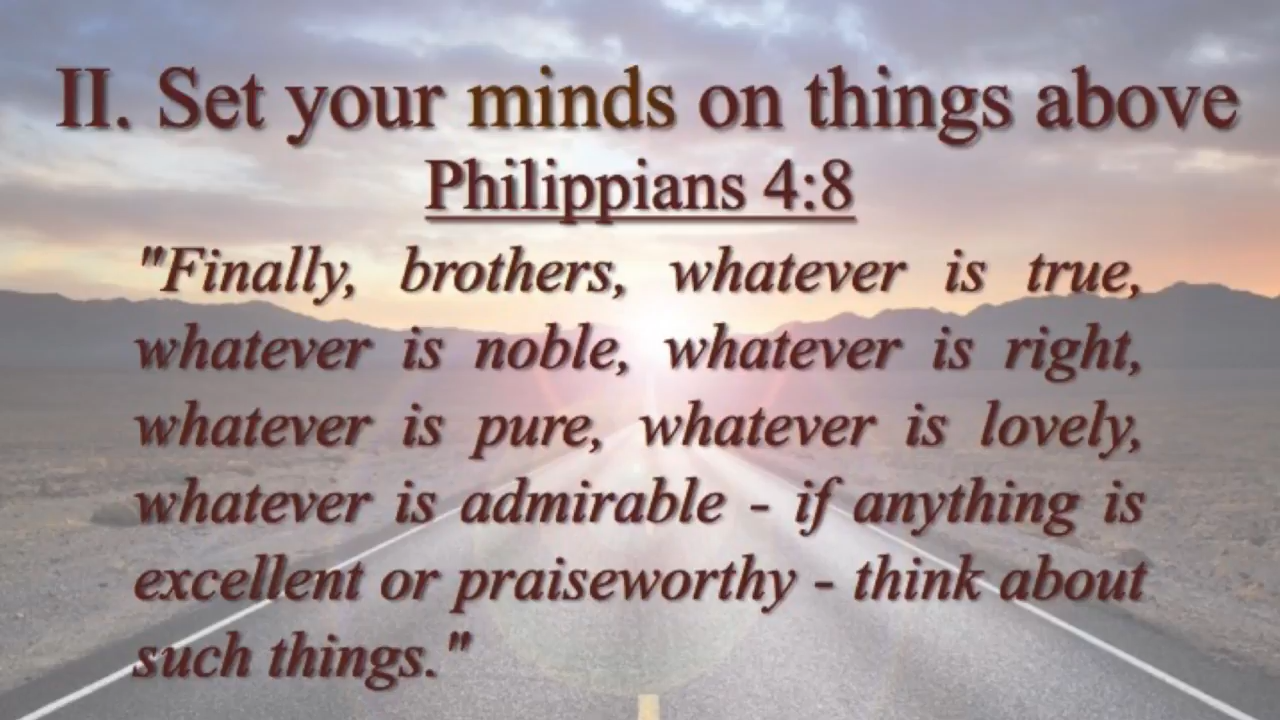 II. Set your minds on things above
Philippians 4:8
"Finally, brothers, whatever is true,
whatever is noble, whatever is right,
whatever is pure, whatever is lovely,
whatever is admirable - if anything is
excellent or praiseworthy - think about
such things."